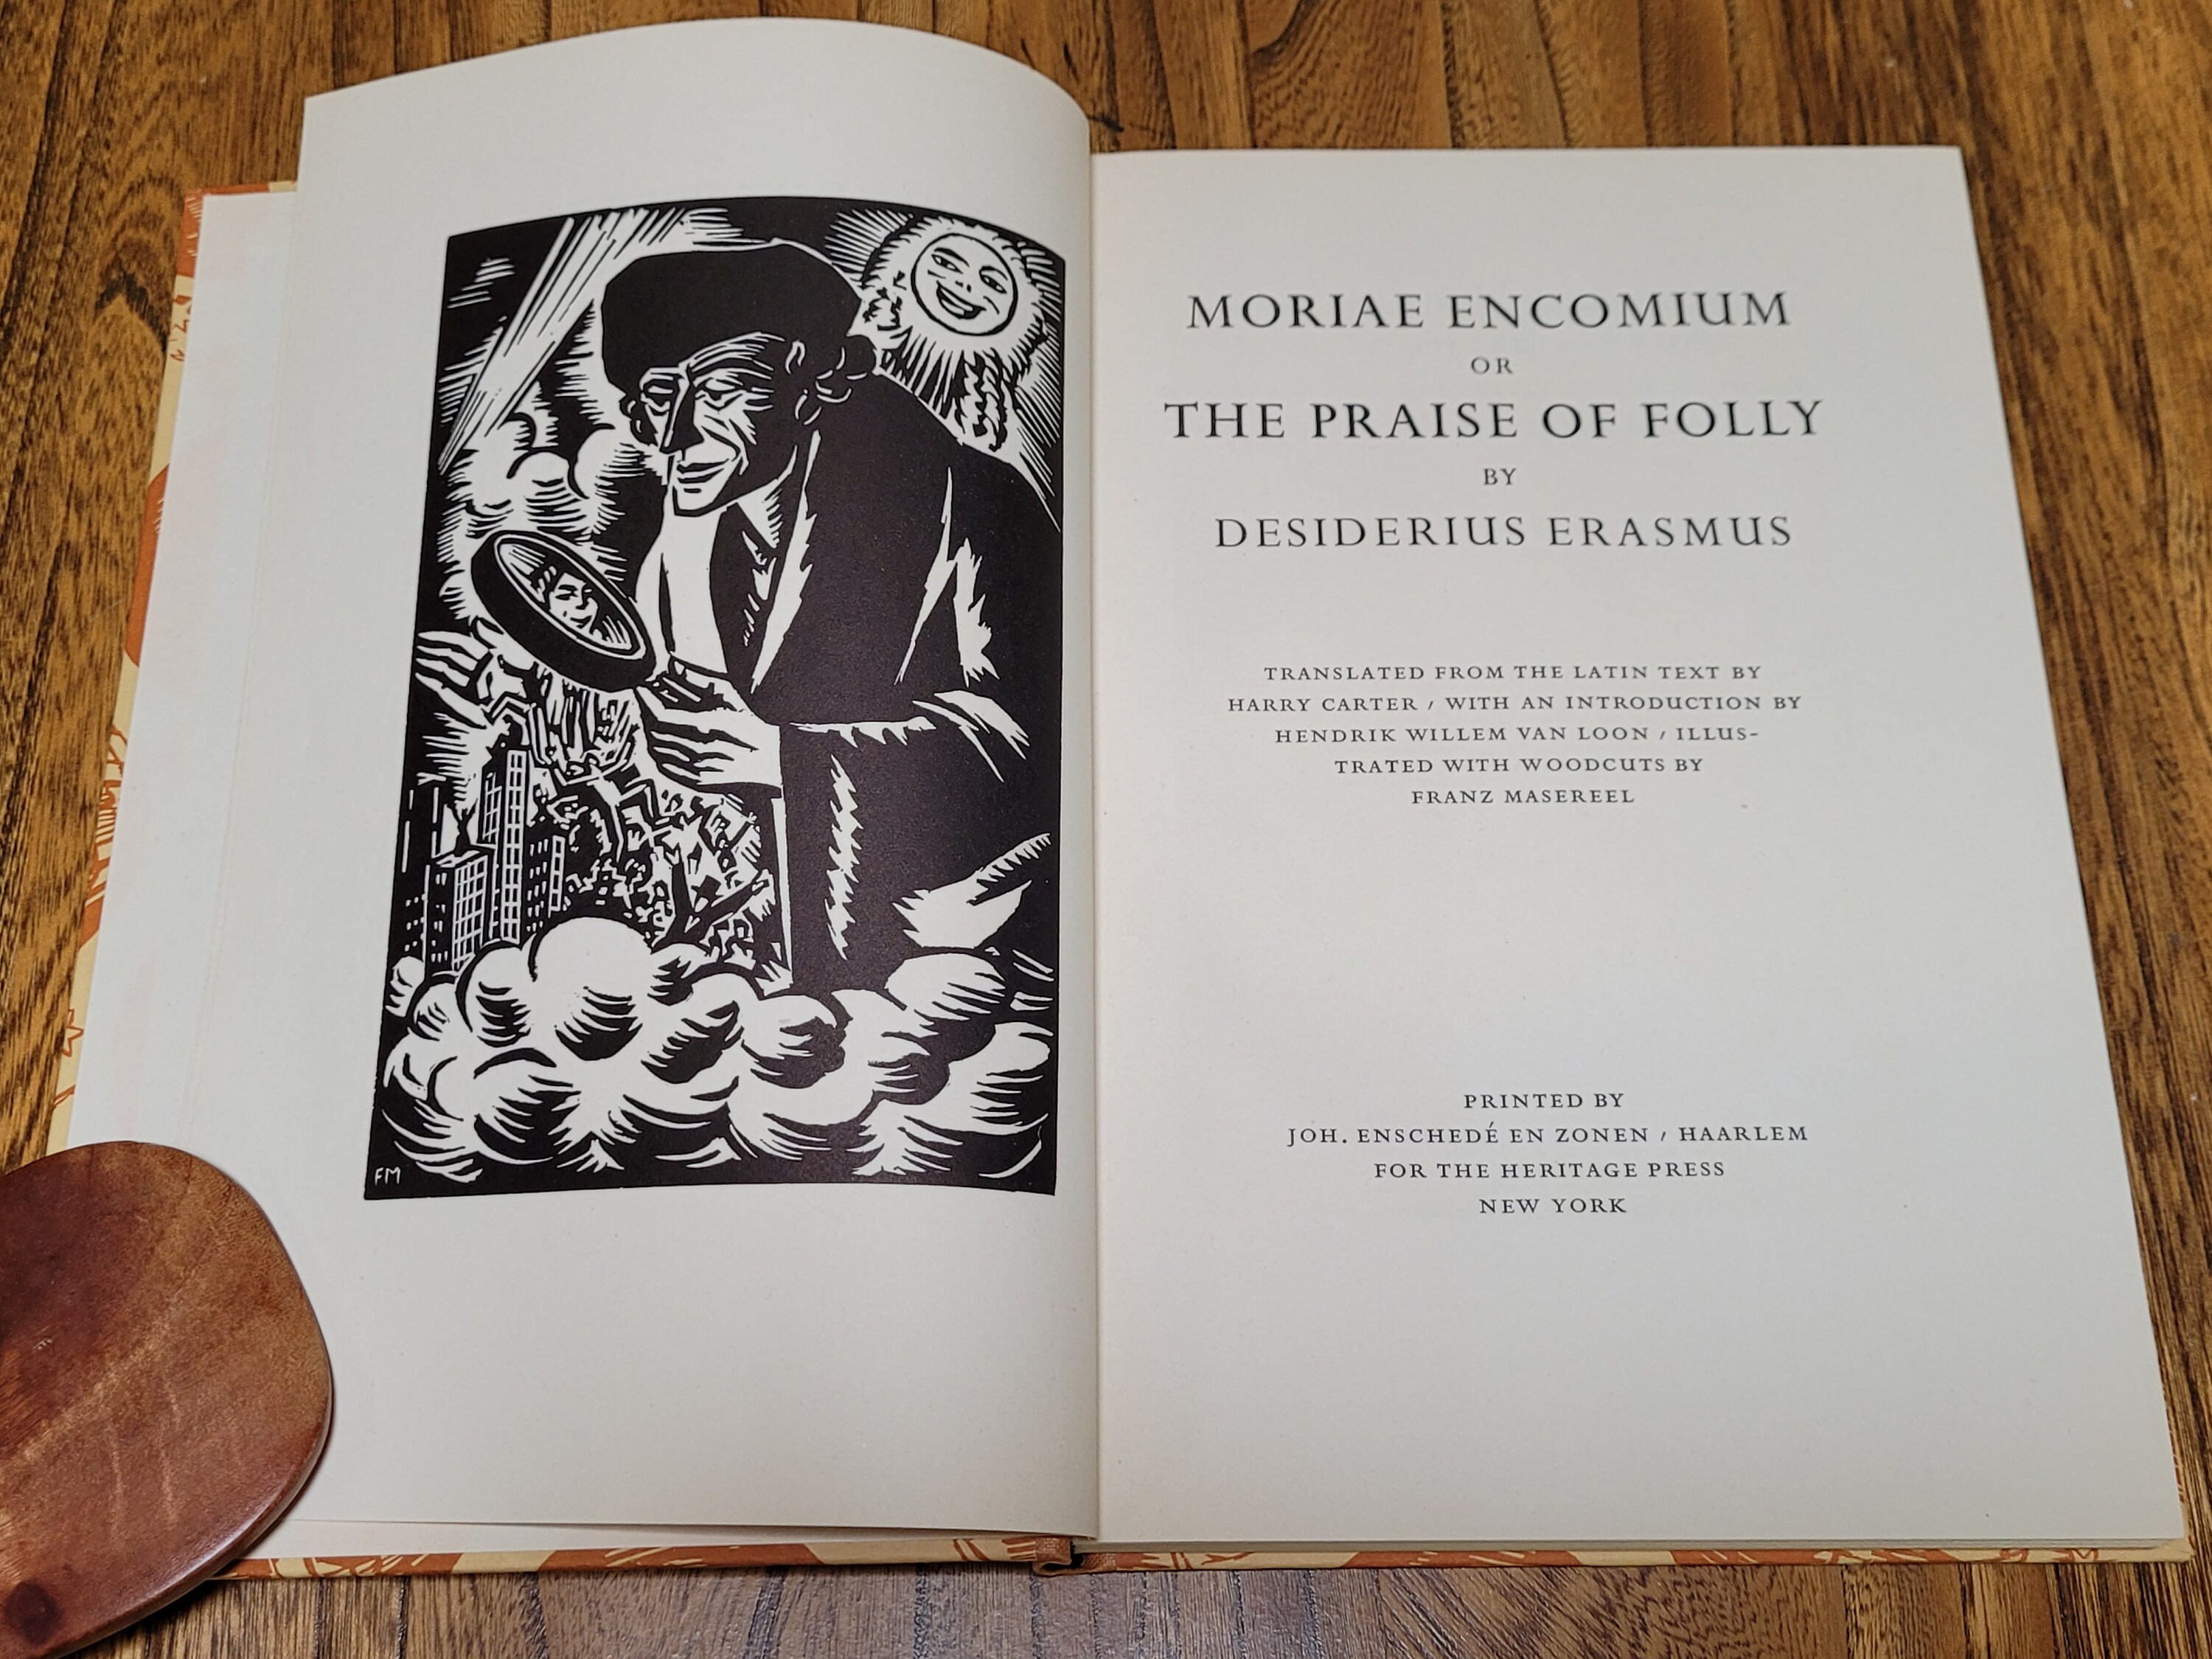 FM
MORIAE ENCOMIUM
OR
THE PRAISE OF FOLLY
BY
DESIDERIUS ERASMUS
TRANSLATED FROM THE LATIN TEXT BY
HARRY CARTER / WITH AN INTRODUCTION BY
HENDRIK WILLEM VAN LOON / ILLUS-
TRATED WITH WOODCUTS BY
FRANZ MASEREEL
PRINTED BY
JOH. ENSCHEDÉ EN ZONEN / HAARLEM
FOR THE HERITAGE PRESS
NEW YORK